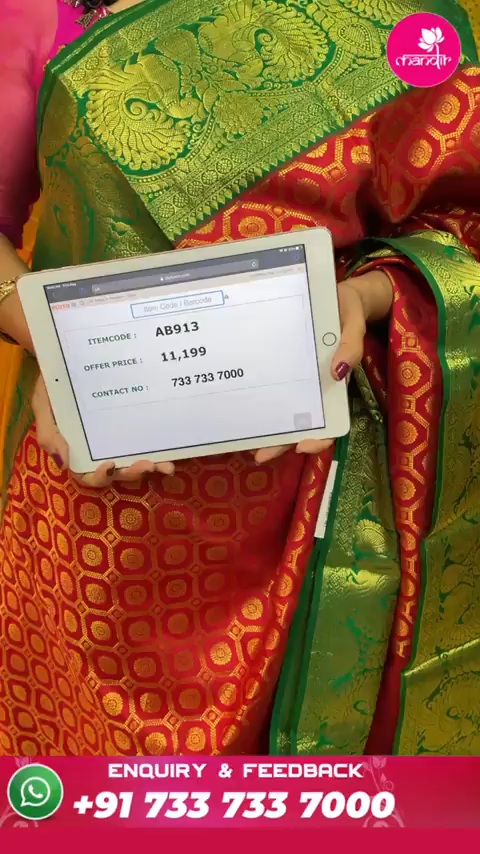 mandir
Item Code / Barcode
ITEMCODE : AB913
OFFER PRICE : 11,199
CONTACT NO : 733 733 7000
ENQUIRY & FEEDBACK
+91 733 733 7000